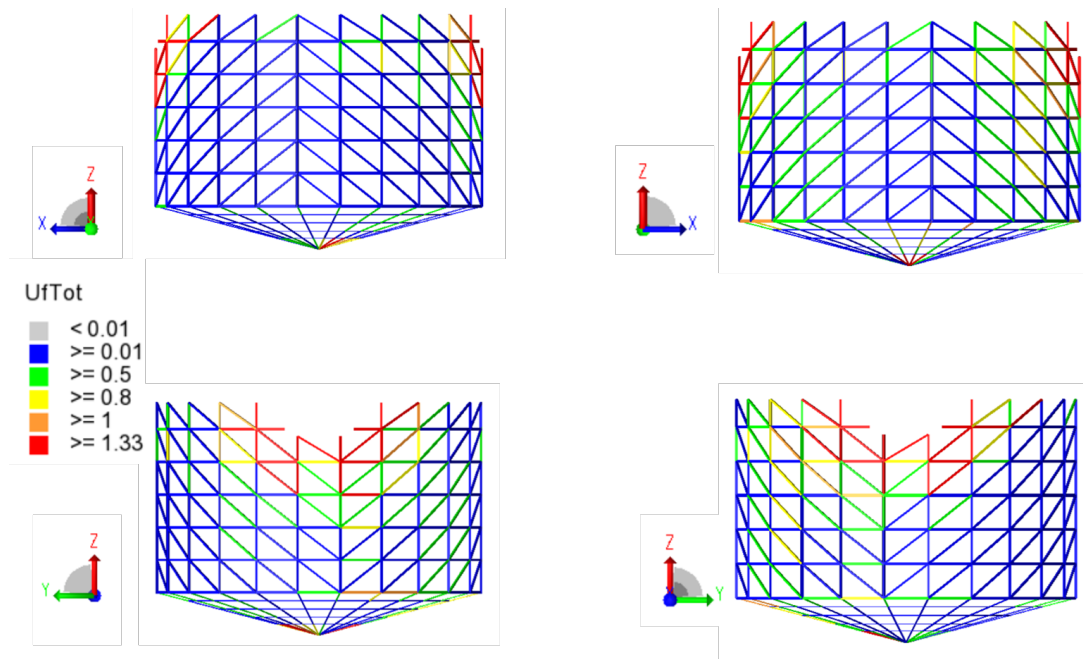 Z
X
Z
X
UfTot
< 0.01
>= 0.01
>= 0.5
>= 0.8
>= 1
>= 1.33
Z
Y
Z
Y